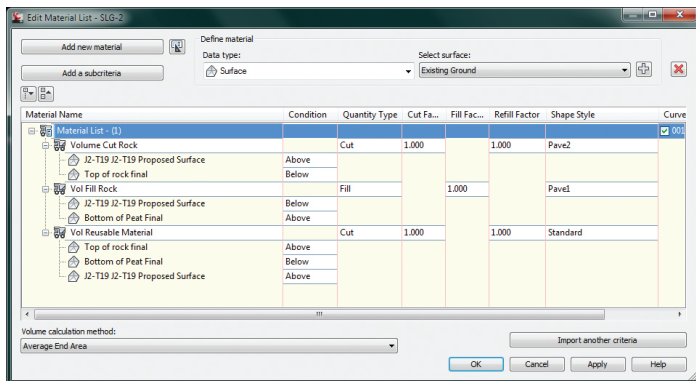 Edit Material List - SLG-2
Define material
Add new material
Data type:
Select surface:
Surface
Existing Ground
Add a subcriteria
Material Name Condition Quantity Type Cut Fa... Fill Fac... Refill Factor Shape Style Curve
Material List - (1) 001
Volume Cut Rock Cut 1.000 1.000 Pave2
J2-T19 J2-T19 Proposed Surface Above
Top of rock final Below
Vol Fill Rock Fill 1.000 Pave1
J2-T19 J2-T19 Proposed Surface Below
Bottom of Peat Final Above
Vol Reusable Material Cut 1.000 1.000 Standard
Top of rock final Above
Bottom of Peat Final Below
J2-T19 J2-T19 Proposed Surface Above
Volume calculation method:
Average End Area
Import another criteria
OK Cancel Apply Help